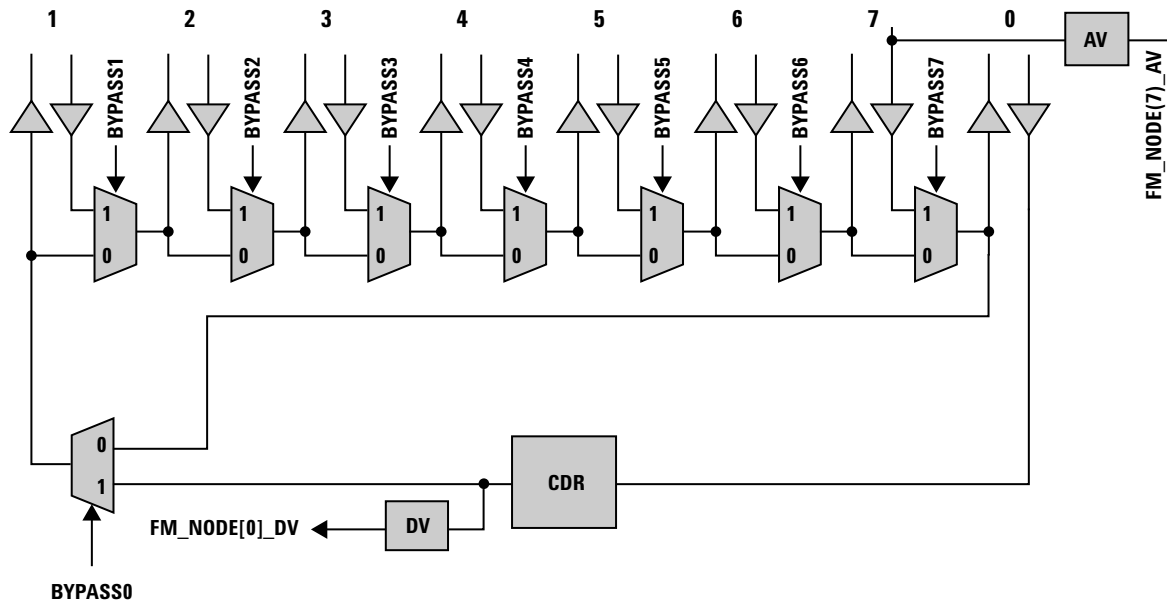 1 2 3 4 5 6 7 0
AV
FM_NODE(7)_AV
BYPASS1
BYPASS2
BYPASS3
BYPASS4
BYPASS5
BYPASS6
BYPASS7
1 1 1 1 1 1 1
0 0 0 0 0 0 0
0
1
CDR
FM_NODE[0]_DV
DV
BYPASS0